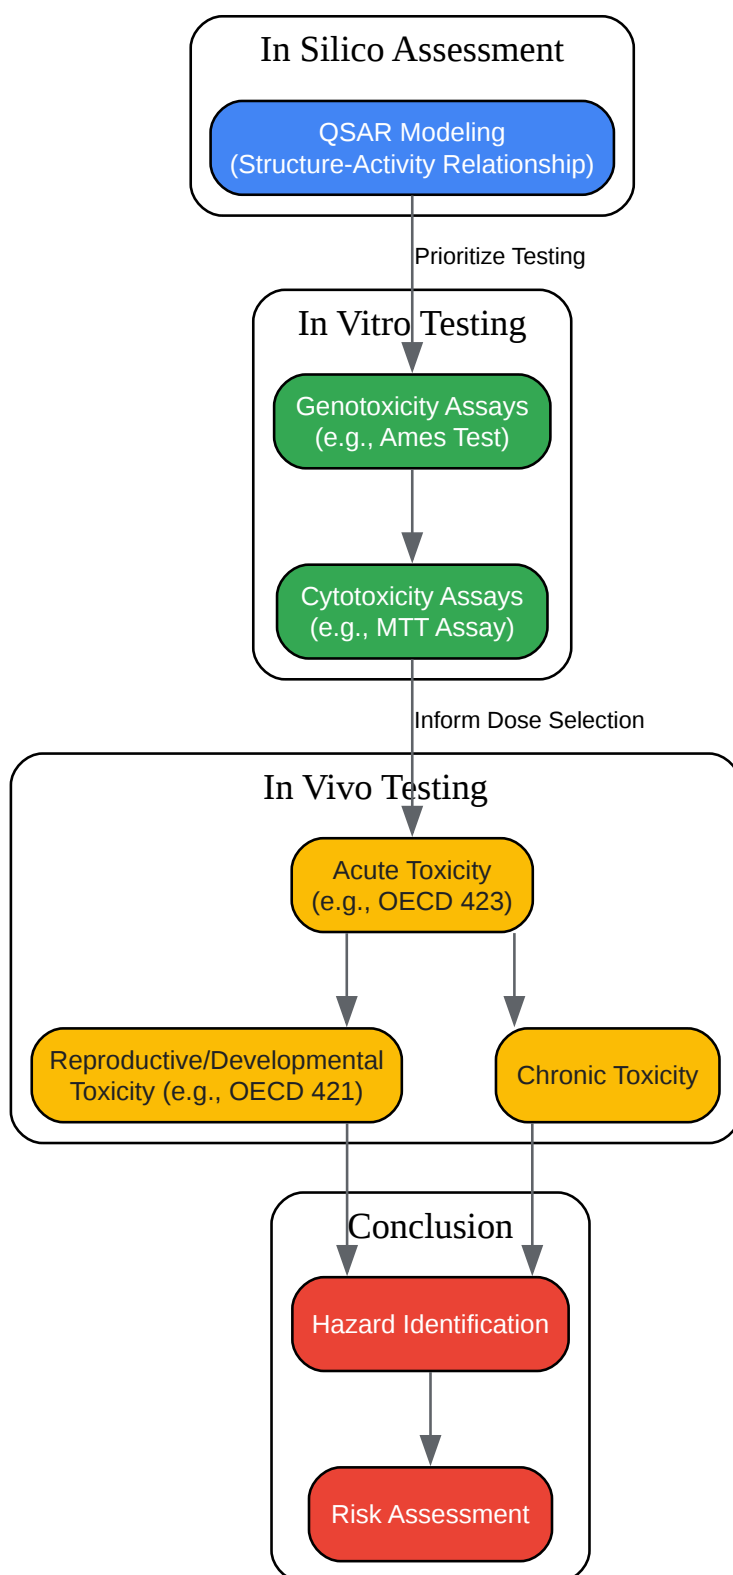 In Silico Assessment
QSAR Modeling
(Structure-Activity Relationship)
Prioritize Testing
In Vitro Testing
Genotoxicity Assays
(e.g., Ames Test)
Cytotoxicity Assays
(e.g., MTT Assay)
Inform Dose Selection
In Vivo Testing
Acute Toxicity
(e.g., OECD 423)
Reproductive/Developmental
Toxicity (e.g., OECD 421)
Chronic Toxicity
Conclusion
Hazard Identification
Risk Assessment